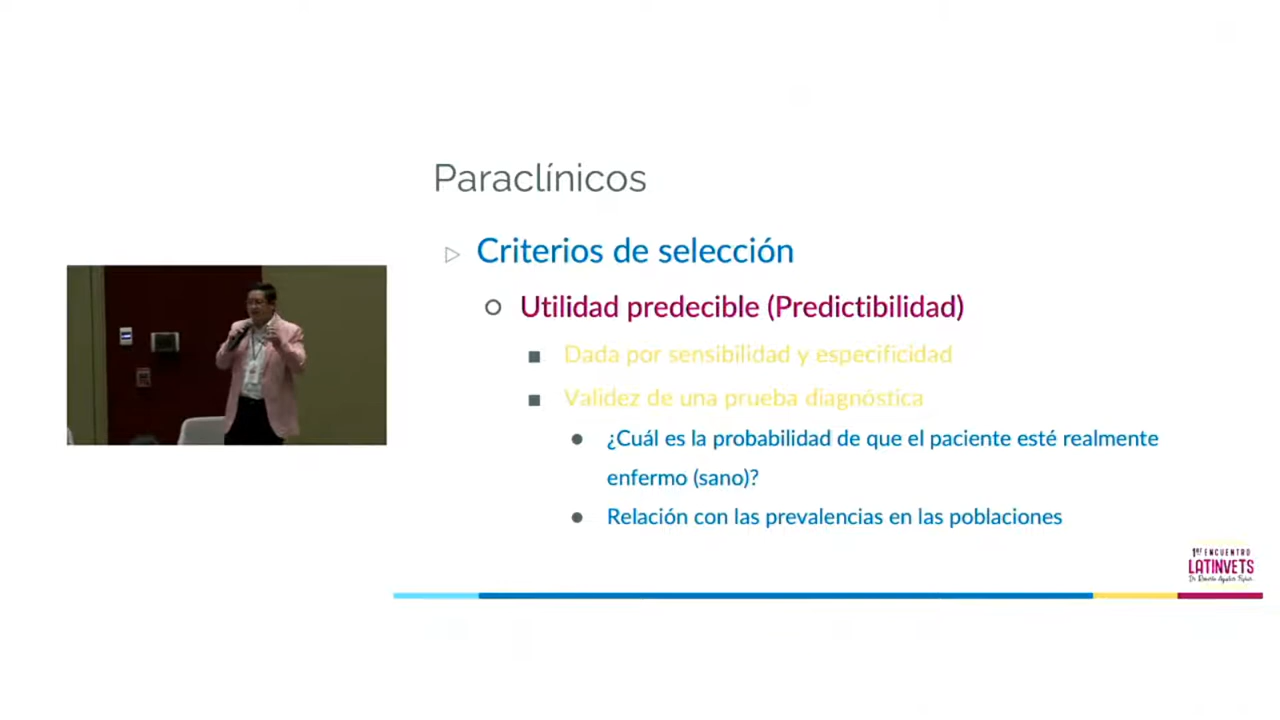 Paraclínicos
Criterios de selección
Utilidad predecible (Predictibilidad)
Dada por sensibilidad y especificidad
Validez de una prueba diagnóstica
¿Cuál es la probabilidad de que el paciente esté realmente
enfermo (sano)?
Relación con las prevalencias en las poblaciones
1er ENCUENTRO
LATINVETS